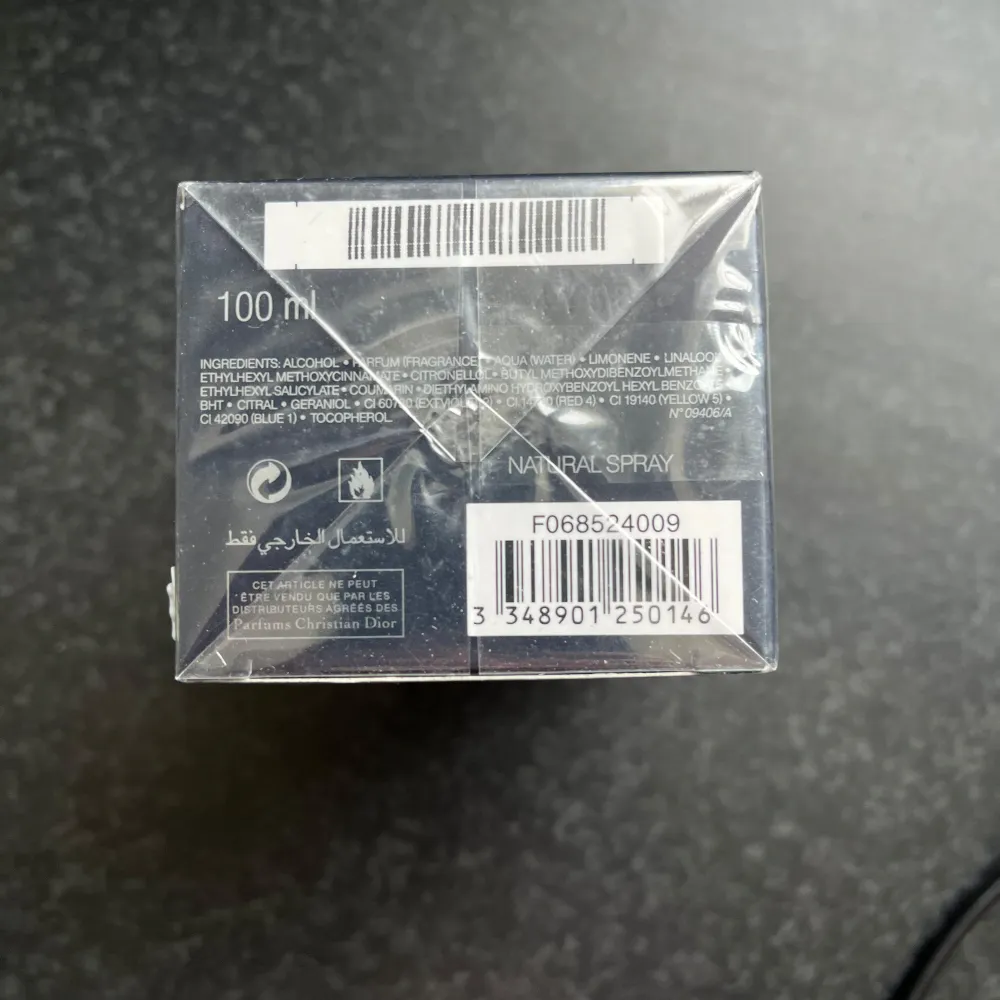 100 ml
INGREDIENTS: ALCOHOL • PARFUM (FRAGRANCE) • AQUA (WATER) • LIMONENE • LINALOOL
ETHYLHEXYL METHOXYCINNAMATE • CITRONELLOL • BUTYL METHOXYDIBENZOYLMETHANE •
ETHYLHEXYL SALICYLATE • COUMARIN • DIETHYLAMINO HYDROXYBENZOYL HEXYL BENZOATE •
BHT • CITRAL • GERANIOL • CI 60730 (EXT VIOLET 2) • CI 14700 (RED 4) • CI 19140 (YELLOW 5) •
CI 42090 (BLUE 1) • TOCOPHEROL.
N° 09406/A
NATURAL SPRAY
للاستعمال الخارجي فقط
CET ARTICLE NE PEUT
ÊTRE VENDU QUE PAR LES
DISTRIBUTEURS AGRÉÉS DES
Parfums Christian Dior
F068524009
3 348901 250146